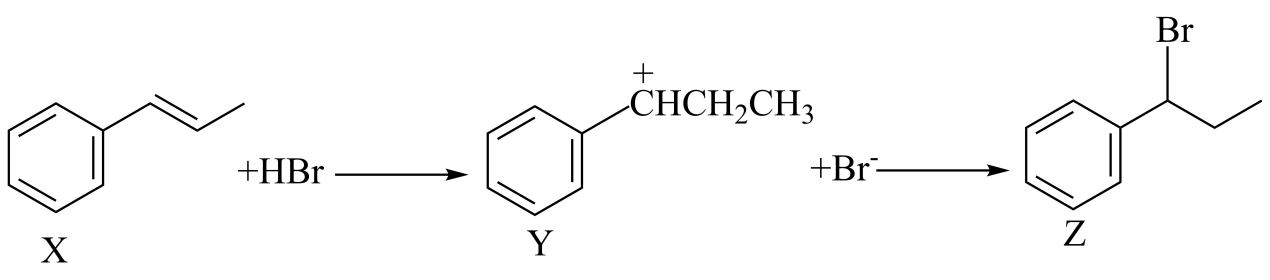 Br
+
CHCH₂CH₃
+HBr
+Br⁻
X
Y
Z